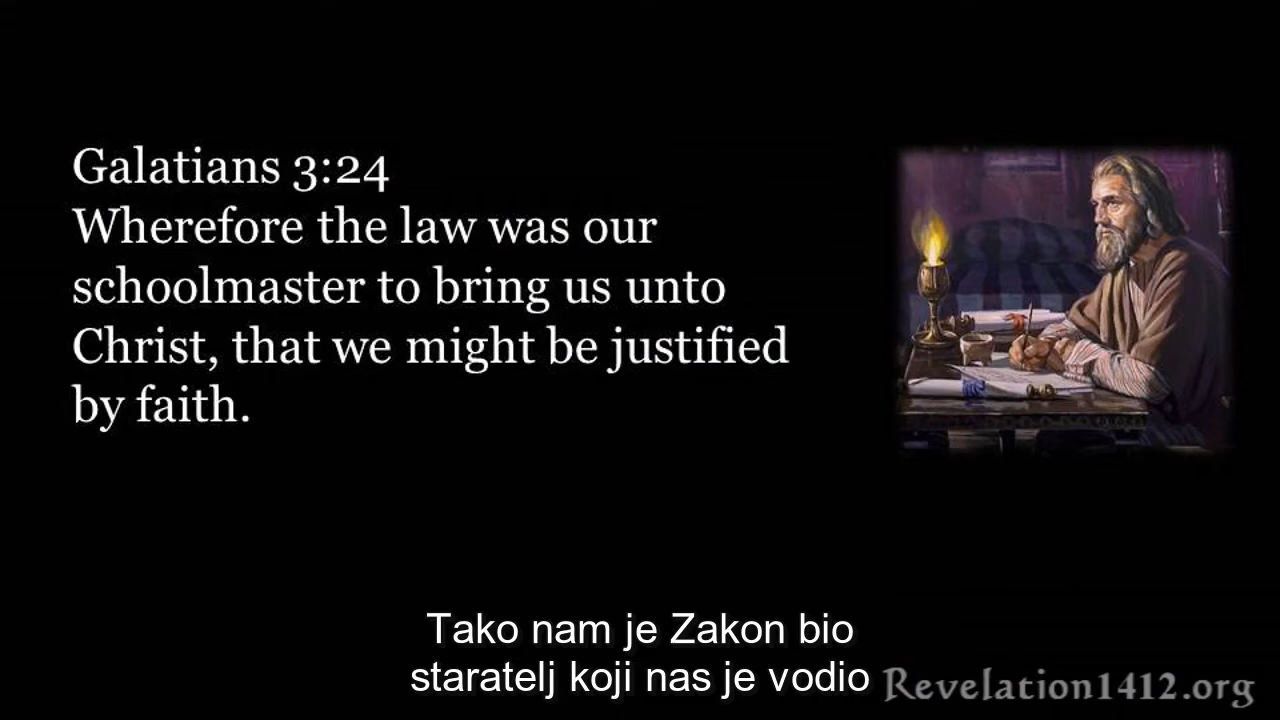 Galatians 3:24
Wherefore the law was our
schoolmaster to bring us unto
Christ, that we might be justified
by faith.
Tako nam je Zakon bio
staratelj koji nas je vodio
Revelation1412.org